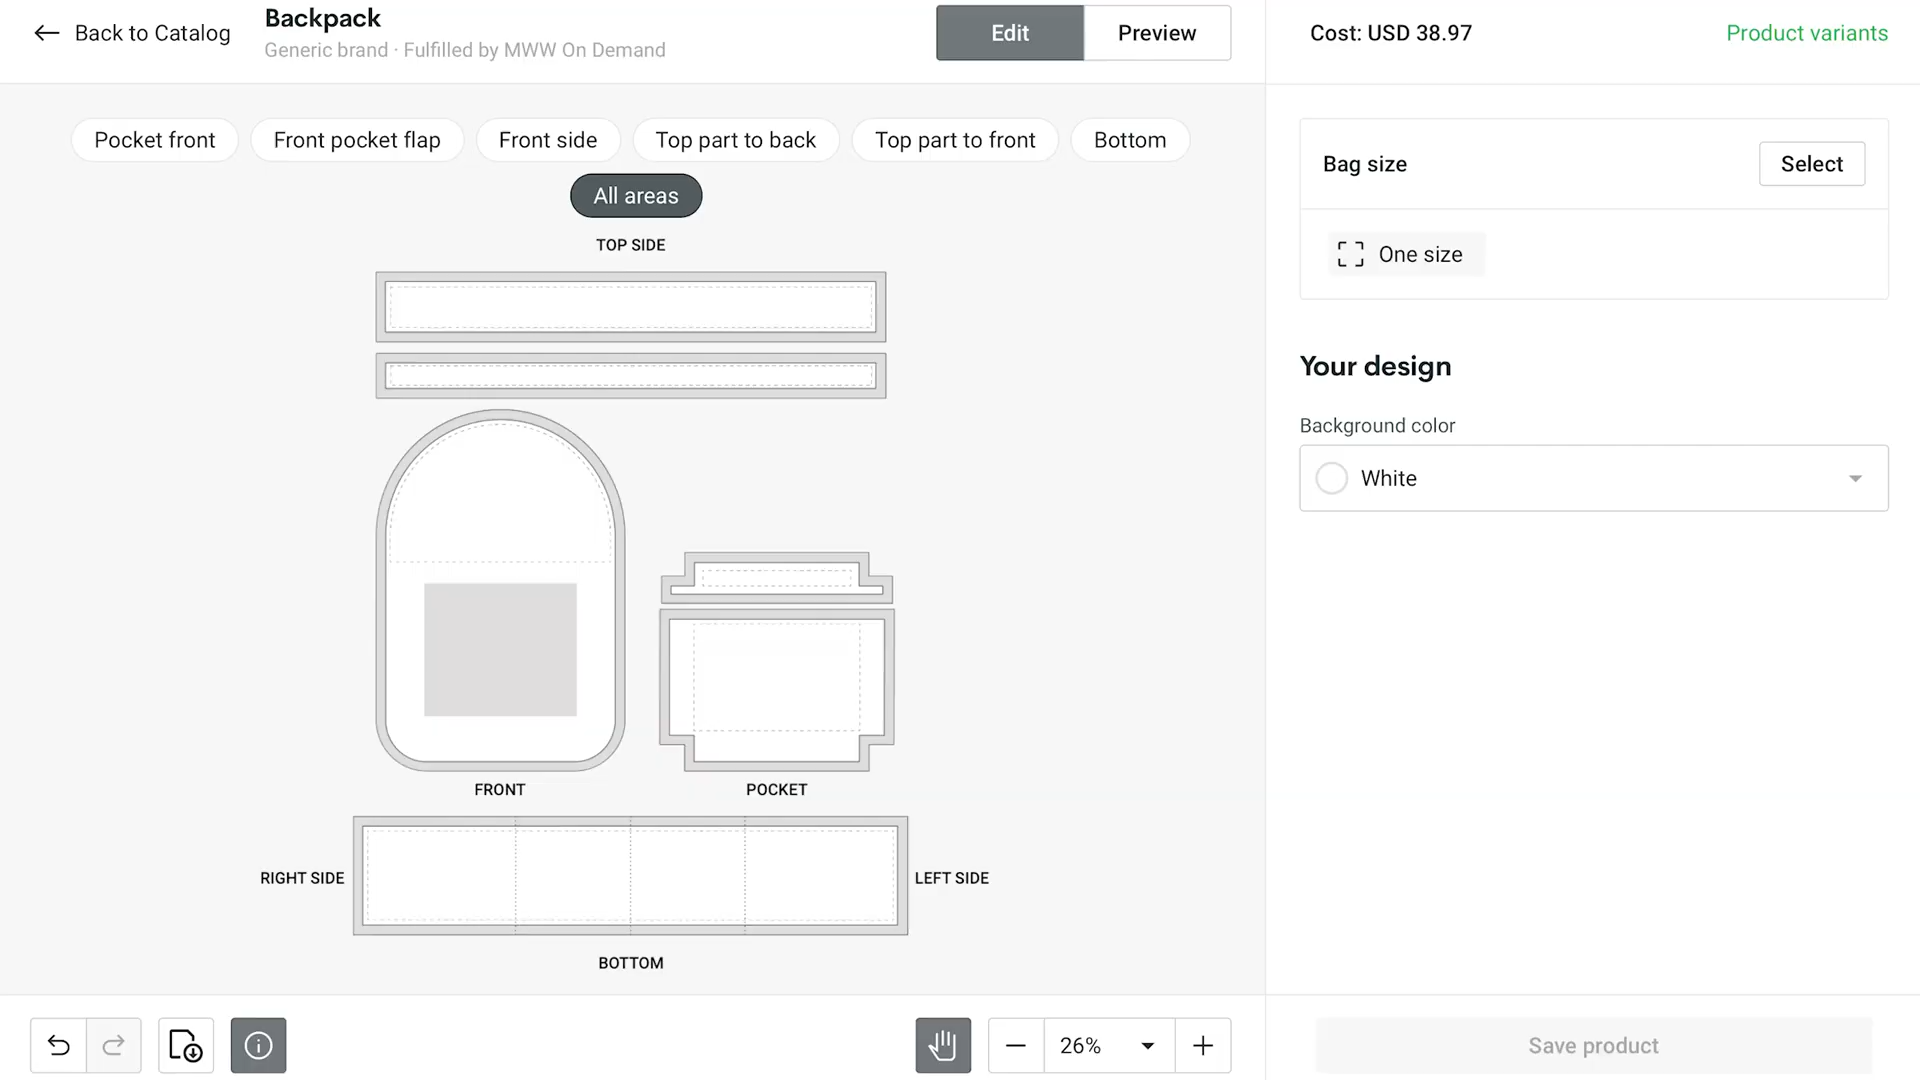 Back to Catalog
Backpack
Generic brand · Fulfilled by MWW On Demand
Edit
Preview
Cost: USD 38.97
Product variants
Pocket front
Front pocket flap
Front side
Top part to back
Top part to front
Bottom
All areas
TOP SIDE
FRONT
POCKET
RIGHT SIDE
LEFT SIDE
BOTTOM
Bag size
Select
One size
Your design
Background color
White
26%
Save product